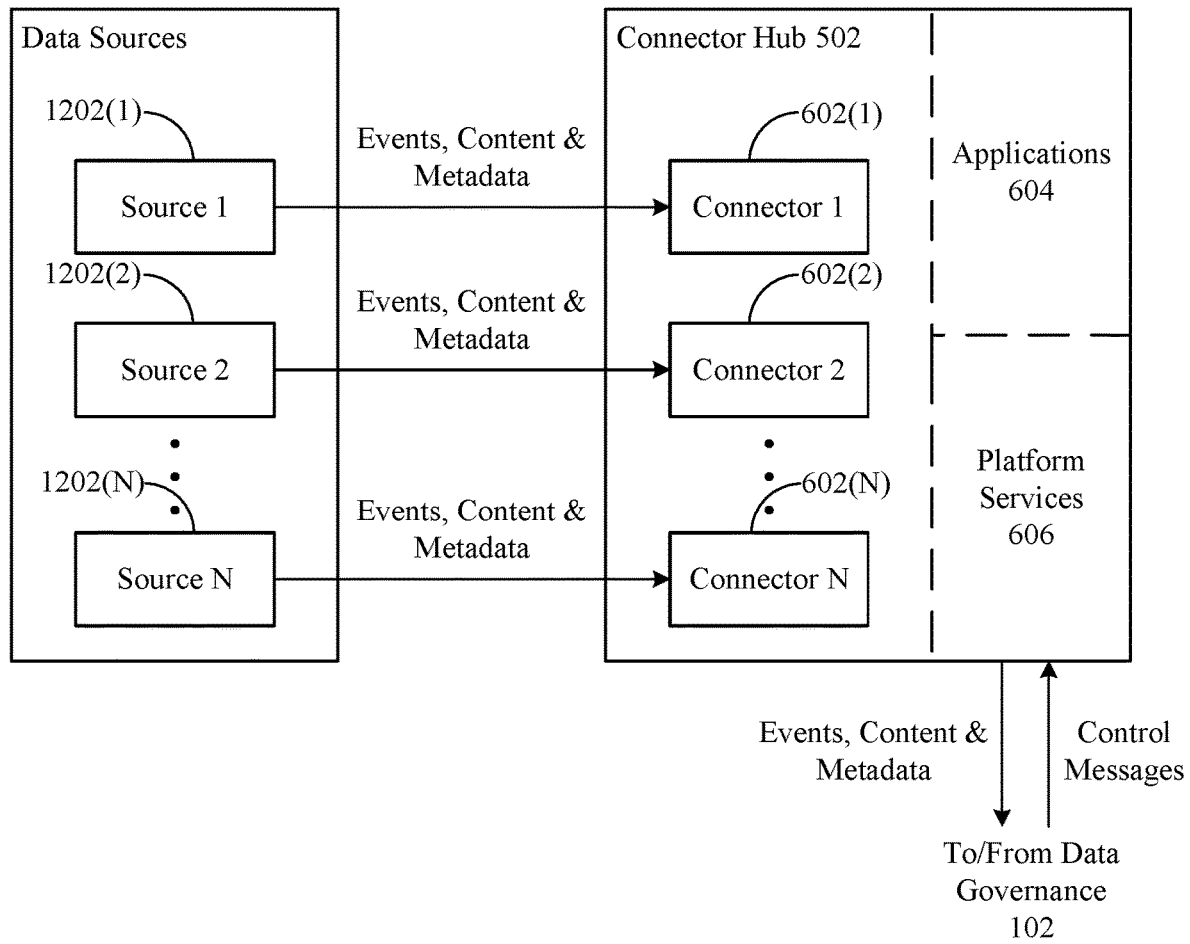 Data Sources
1202(1)
Source 1
1202(2)
Source 2
1202(N)
Source N
Events, Content &
Metadata
Events, Content &
Metadata
Events, Content &
Metadata
Connector Hub 502
602(1)
Connector 1
602(2)
Connector 2
602(N)
Connector N
Applications
604
Platform
Services
606
Events, Content &
Metadata
Control
Messages
To/From Data
Governance
102